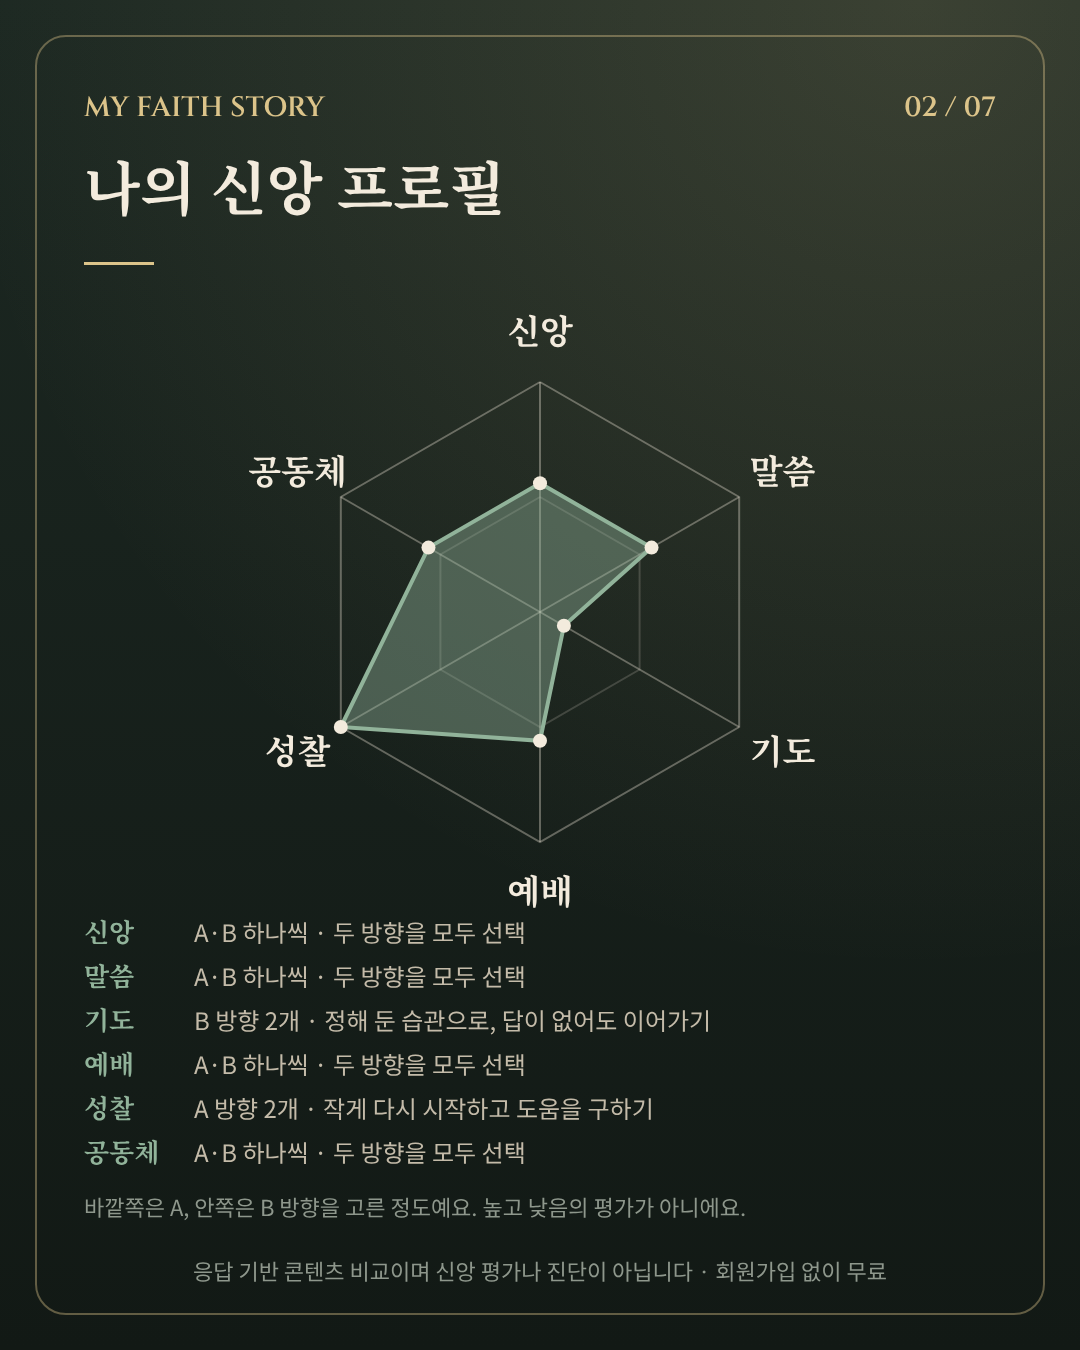 MY FAITH STORY
02 / 07
나의 신앙 프로필
신앙
공동체
말씀
성찰
기도
예배
신앙 A·B 하나씩 · 두 방향을 모두 선택
말씀 A·B 하나씩 · 두 방향을 모두 선택
기도 B 방향 2개 · 정해 둔 습관으로, 답이 없어도 이어가기
예배 A·B 하나씩 · 두 방향을 모두 선택
성찰 A 방향 2개 · 작게 다시 시작하고 도움을 구하기
공동체 A·B 하나씩 · 두 방향을 모두 선택
바깥쪽은 A, 안쪽은 B 방향을 고른 정도예요. 높고 낮음의 평가가 아니에요.
응답 기반 콘텐츠 비교이며 신앙 평가나 진단이 아닙니다 · 회원가입 없이 무료